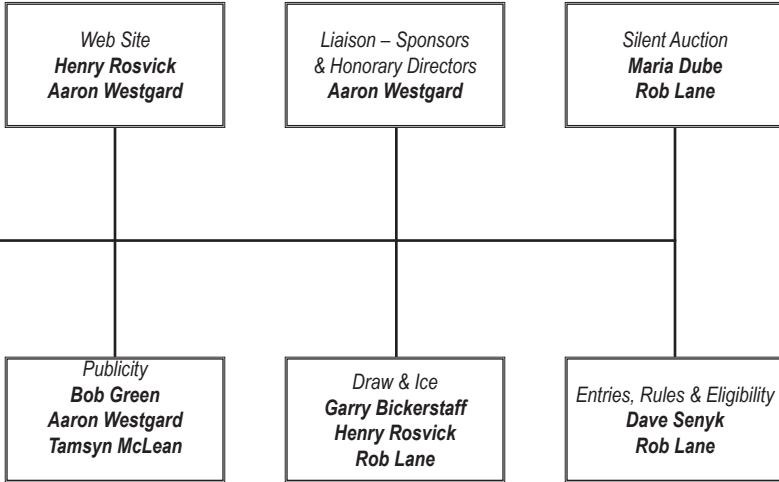 Web Site
Henry Rosvick
Aaron Westgard
Liaison – Sponsors
& Honorary Directors
Aaron Westgard
Silent Auction
Maria Dube
Rob Lane
Publicity
Bob Green
Aaron Westgard
Tamsyn McLean
Draw & Ice
Garry Bickerstaff
Henry Rosvick
Rob Lane
Entries, Rules & Eligibility
Dave Senyk
Rob Lane